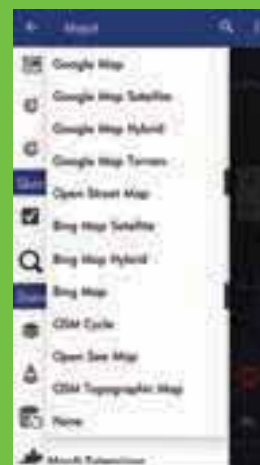 Google Map
Google Map Satellite
Google Map Hybrid
Google Map Terrain
Open Street Map
Bing Map Satellite
Bing Map Hybrid
Bing Map
OSM Cycle
Open Sea Map
OSM Topographic Map
None